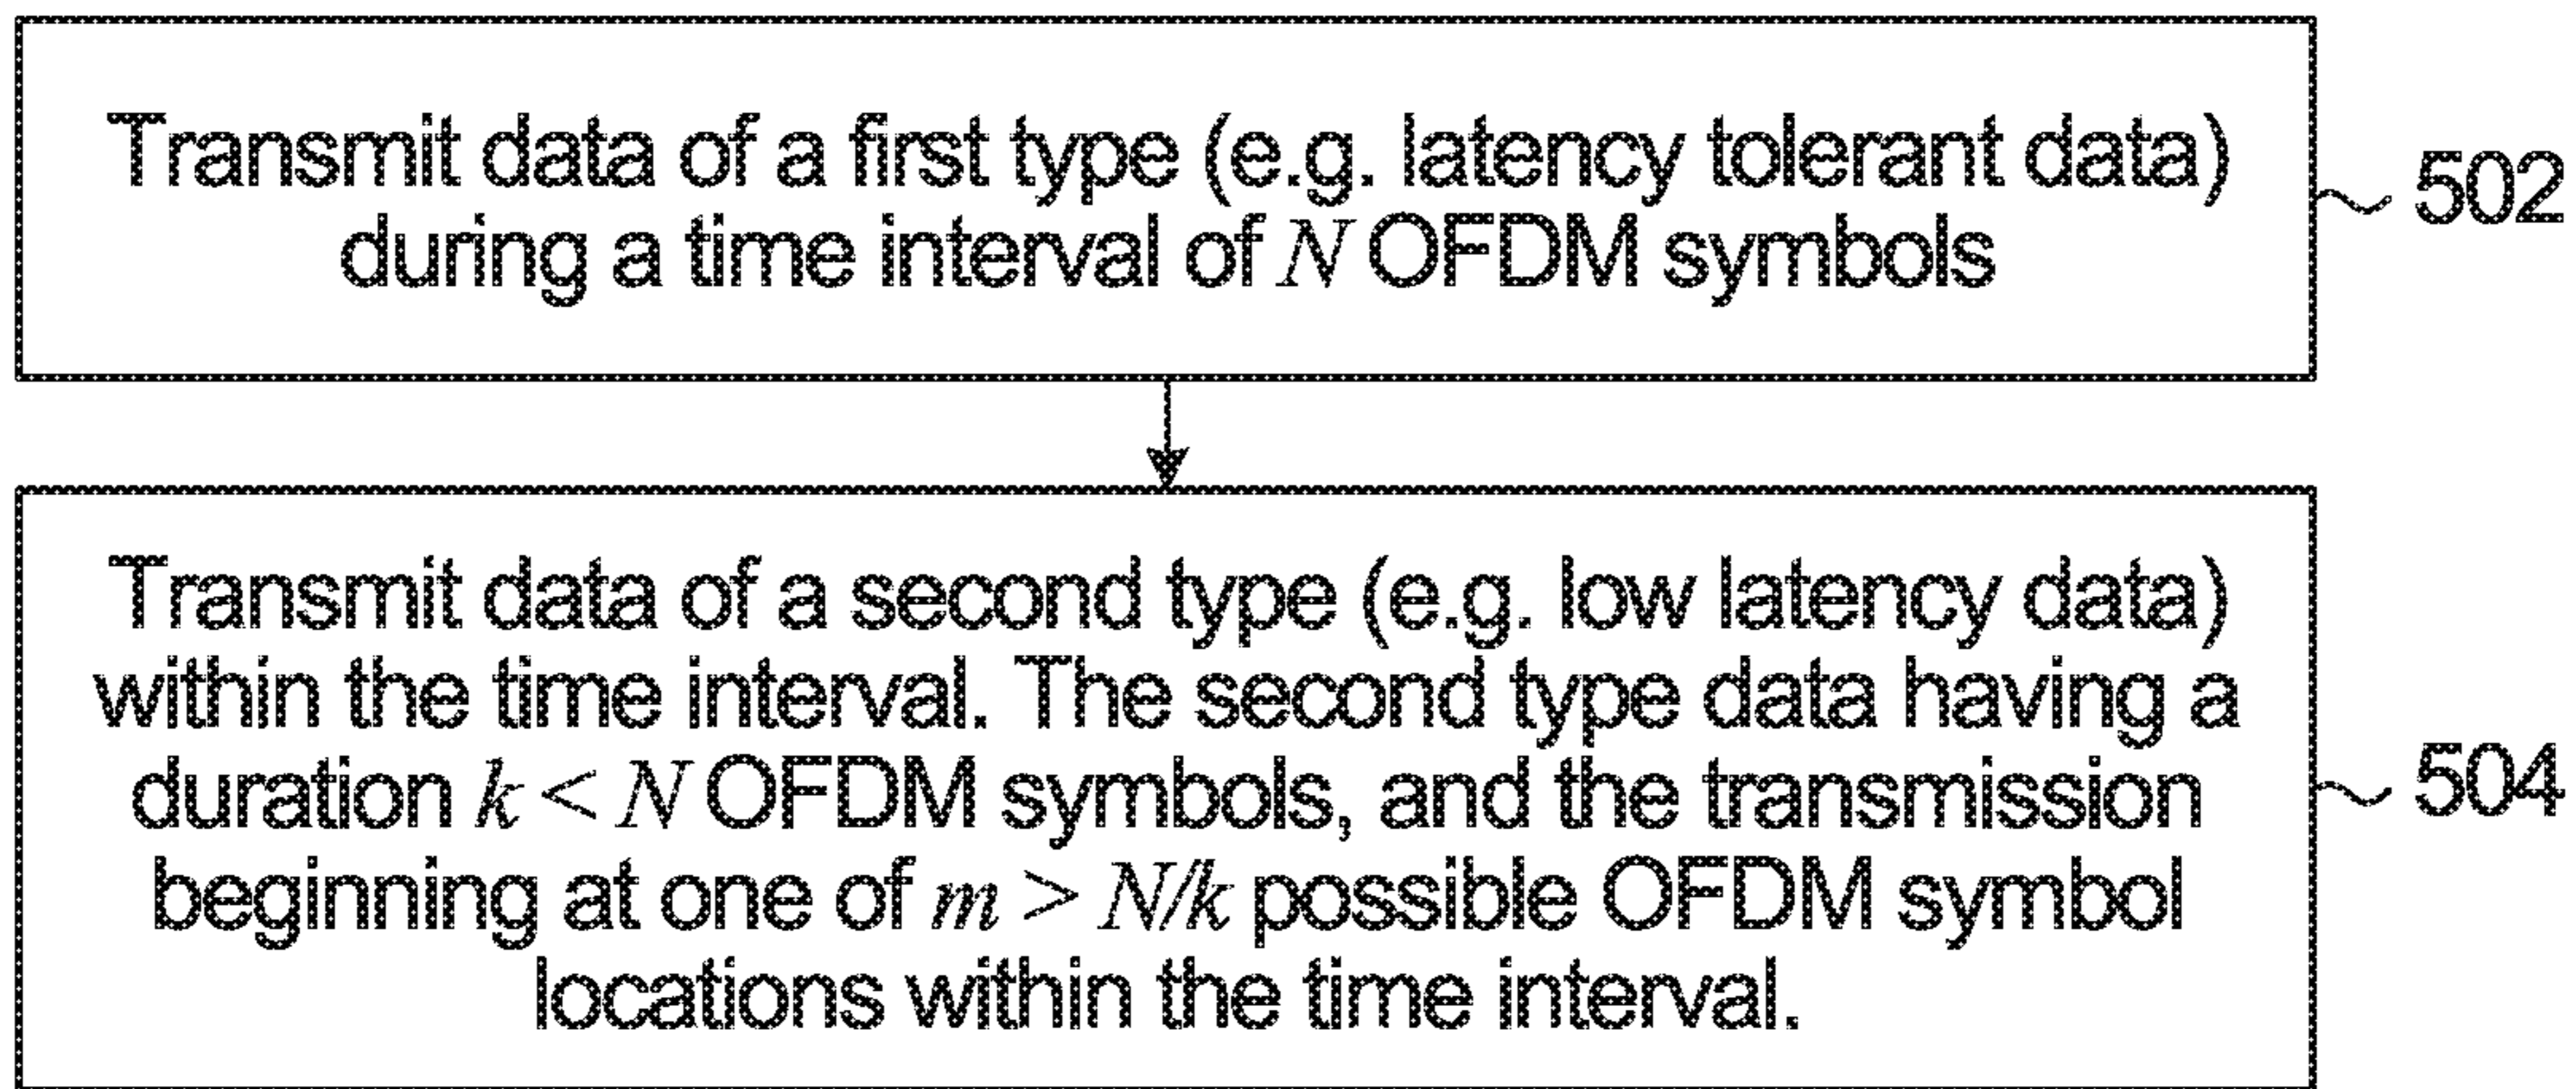 Transmit data of a first type (e.g. latency tolerant data)
during a time interval of N OFDM symbols
502
Transmit data of a second type (e.g. low latency data)
within the time interval. The second type data having a
duration k < N OFDM symbols, and the transmission
beginning at one of m > N/k possible OFDM symbol
locations within the time interval.
504